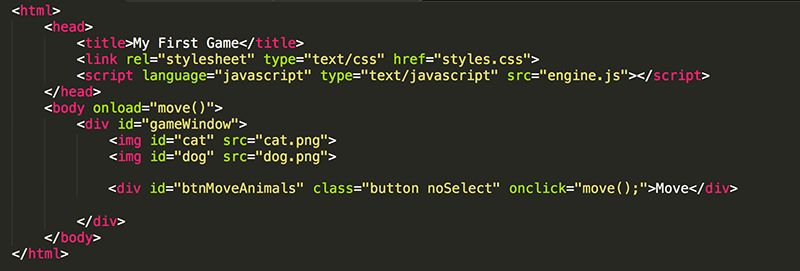 <html>
<head>
<title>My First Game</title>
<link rel="stylesheet" type="text/css" href="styles.css">
<script language="javascript" type="text/javascript" src="engine.js"></script>
</head>
<body onload="move()">
<div id="gameWindow">
<img id="cat" src="cat.png">
<img id="dog" src="dog.png">
<div id="btnMoveAnimals" class="button noSelect" onclick="move();">Move</div>
</div>
</body>
</html>